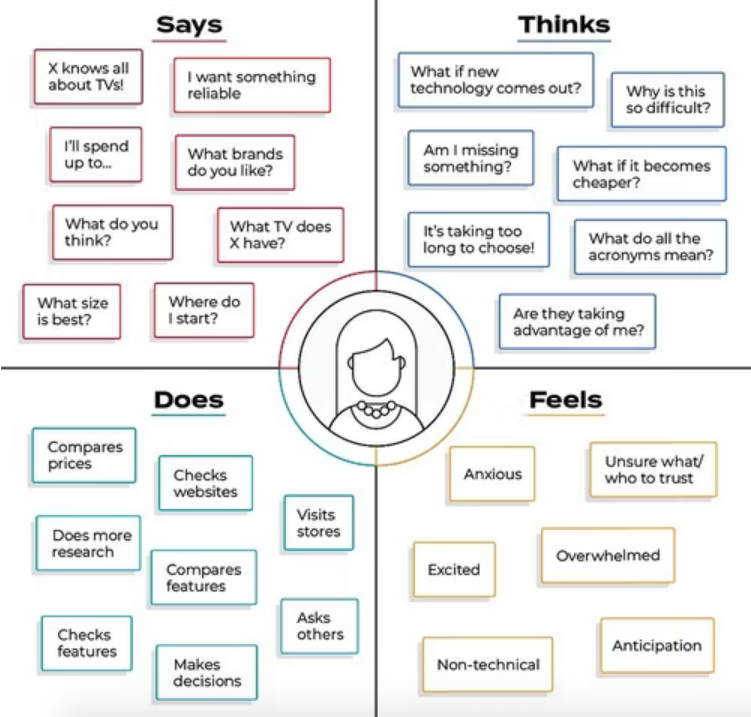 Says
X knows all
about TVs!
I want something
reliable
I'll spend
up to...
What brands
do you like?
What do you
think?
What TV does
X have?
What size
is best?
Where do
I start?
Thinks
What if new
technology comes out?
Why is this
so difficult?
Am I missing
something?
What if it becomes
cheaper?
It's taking too
long to choose!
What do all the
acronyms mean?
Are they taking
advantage of me?
Does
Compares
prices
Checks
websites
Visits
stores
Does more
research
Compares
features
Asks
others
Checks
features
Makes
decisions
Feels
Anxious
Unsure what/
who to trust
Excited
Overwhelmed
Non-technical
Anticipation